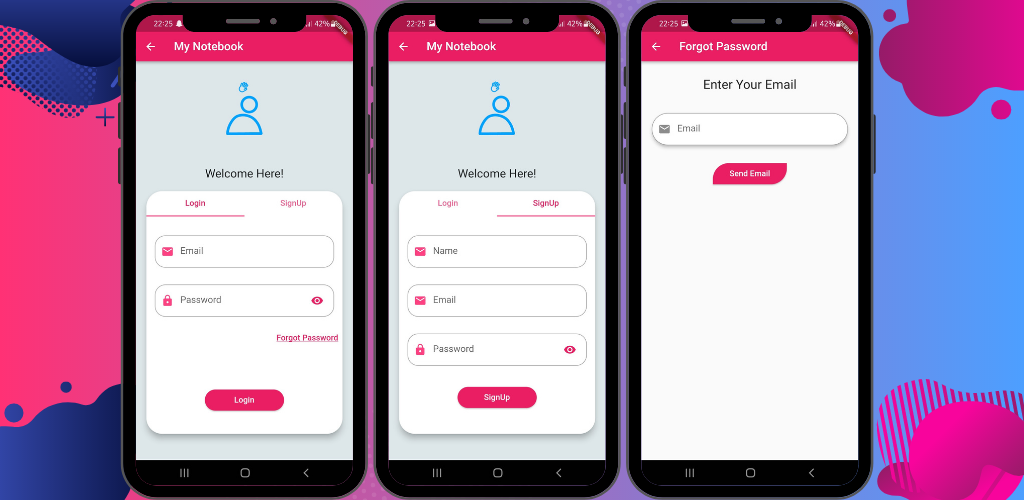 22:25 42%
My Notebook
Welcome Here!
Login SignUp
Email
Password
Forgot Password
Login
22:25 42%
My Notebook
Welcome Here!
Login SignUp
Name
Email
Password
SignUp
22:25 42%
Forgot Password
Enter Your Email
Email
Send Email